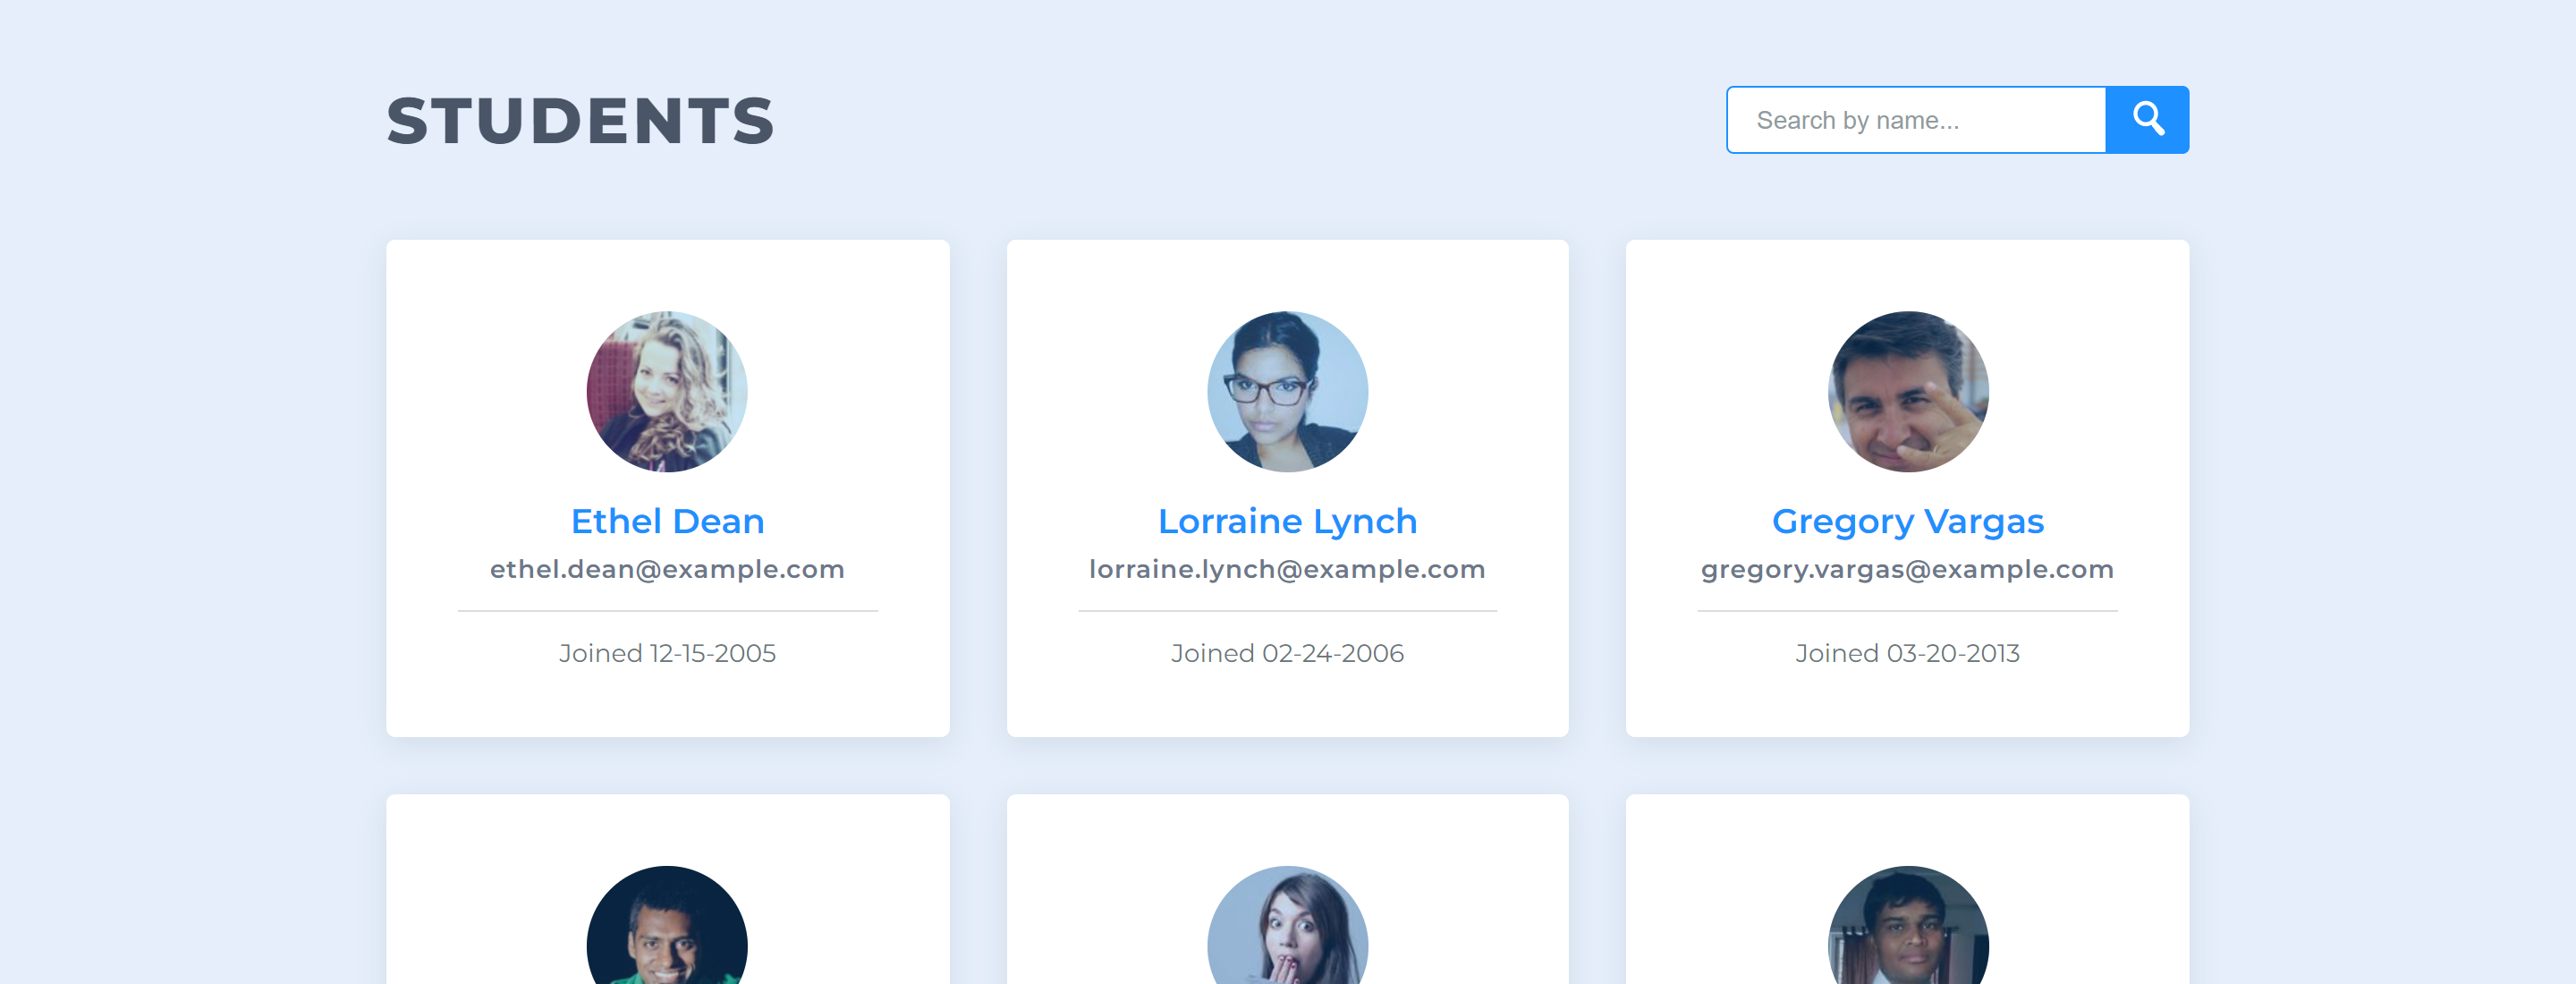 STUDENTS
Search by name...
Ethel Dean
ethel.dean@example.com
Joined 12-15-2005
Lorraine Lynch
lorraine.lynch@example.com
Joined 02-24-2006
Gregory Vargas
gregory.vargas@example.com
Joined 03-20-2013